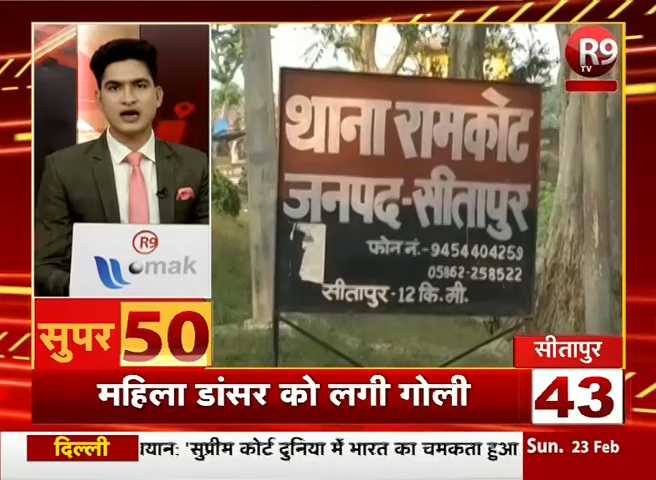 R9
TV
थाना रामकोट
जनपद-सीतापुर
फोन नं.-9454404259
05862-258522
सीतापुर-12 कि.मी.
R9
omak
सुपर 50
सीतापुर
महिला डांसर को लगी गोली
43
दिल्ली
'सुप्रीम कोर्ट दुनिया में भारत का चमकता हुआ
Sun. 23 Feb